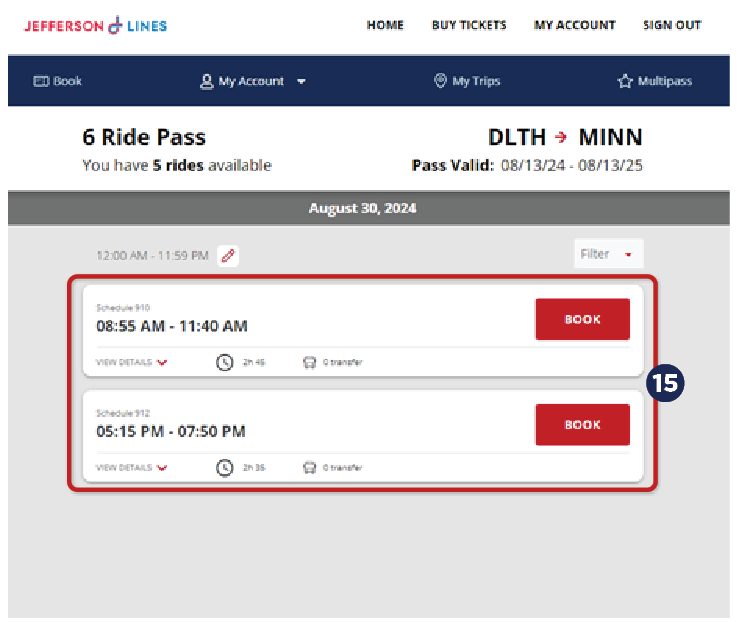 JEFFERSON LINES
HOME BUY TICKETS MY ACCOUNT SIGN OUT
Book My Account My Trips Multipass
6 Ride Pass DLTH → MINN
You have 5 rides available Pass Valid: 08/13/24 - 08/13/25
August 30, 2024
12:00 AM - 11:59 PM Filter
Schedule 910
08:55 AM - 11:40 AM BOOK
VIEW DETAILS 2h 45 0 transfer
15
Schedule 912
05:15 PM - 07:50 PM BOOK
VIEW DETAILS 2h 35 0 transfer